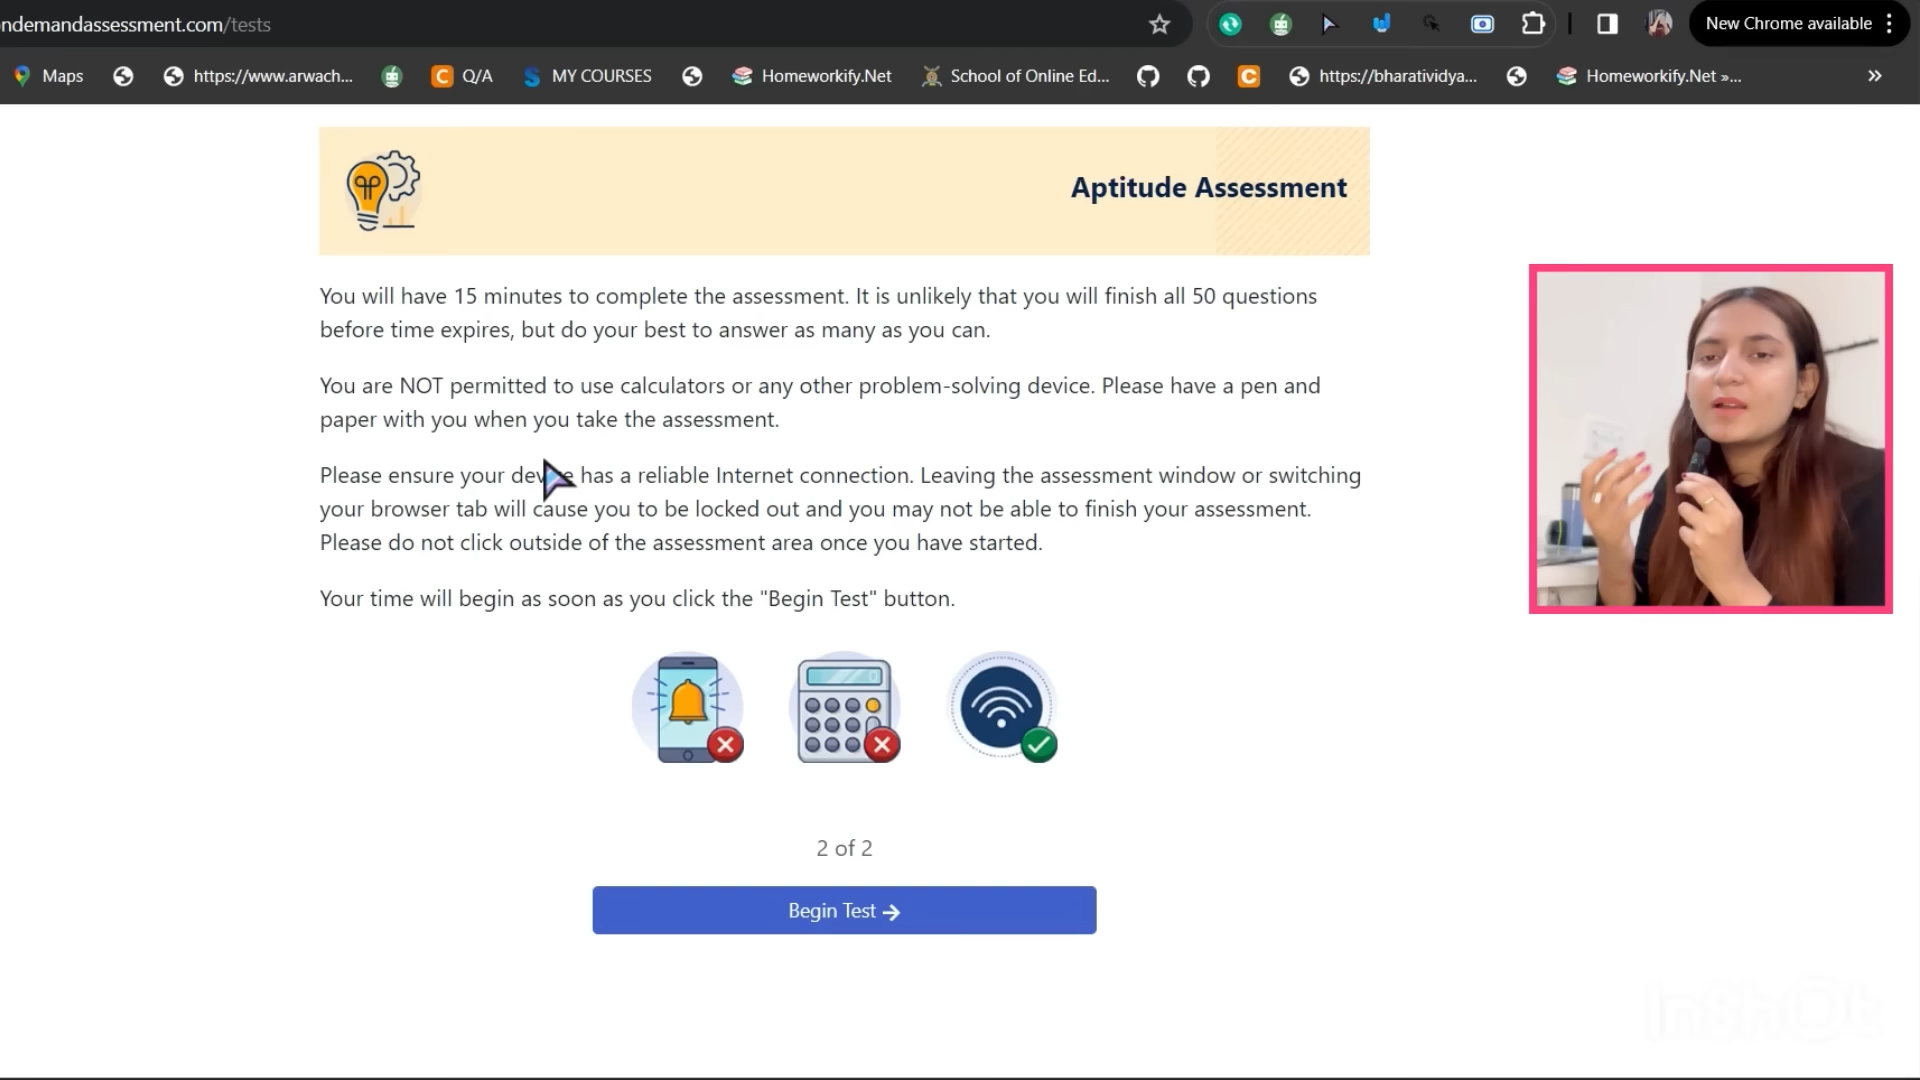 ndemandassessment.com/tests
New Chrome available
Maps
https://www.arwach...
Q/A
MY COURSES
Homeworkify.Net
School of Online Ed...
https://bharatividya...
Homeworkify.Net »...
Aptitude Assessment
You will have 15 minutes to complete the assessment. It is unlikely that you will finish all 50 questions
before time expires, but do your best to answer as many as you can.
You are NOT permitted to use calculators or any other problem-solving device. Please have a pen and
paper with you when you take the assessment.
Please ensure your device has a reliable Internet connection. Leaving the assessment window or switching
your browser tab will cause you to be locked out and you may not be able to finish your assessment.
Please do not click outside of the assessment area once you have started.
Your time will begin as soon as you click the "Begin Test" button.
2 of 2
Begin Test →
InShOt